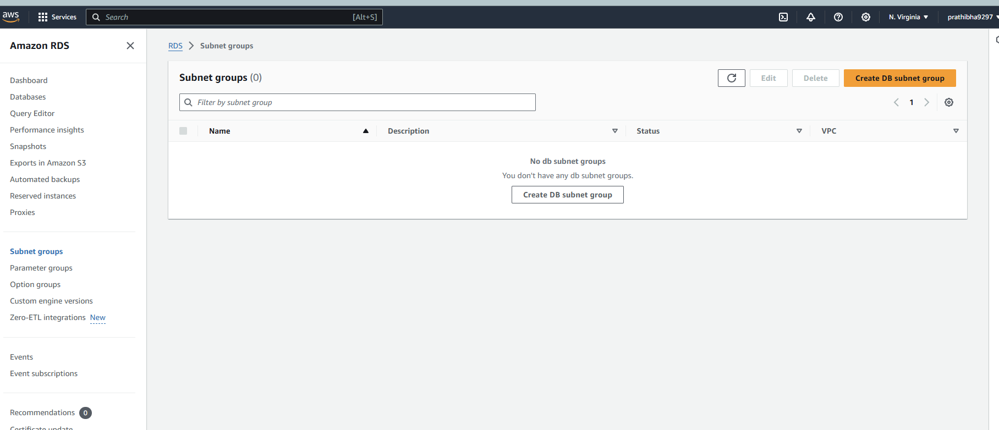 aws
Services
Search
[Alt+S]
N. Virginia
prathibha9297
Amazon RDS
Dashboard
Databases
Query Editor
Performance insights
Snapshots
Exports in Amazon S3
Automated backups
Reserved instances
Proxies
Subnet groups
Parameter groups
Option groups
Custom engine versions
Zero-ETL integrations New
Events
Event subscriptions
Recommendations 0
Certificate update
RDS > Subnet groups
Subnet groups (0)
Edit
Delete
Create DB subnet group
Filter by subnet group
1
Name
Description
Status
VPC
No db subnet groups
You don't have any db subnet groups.
Create DB subnet group